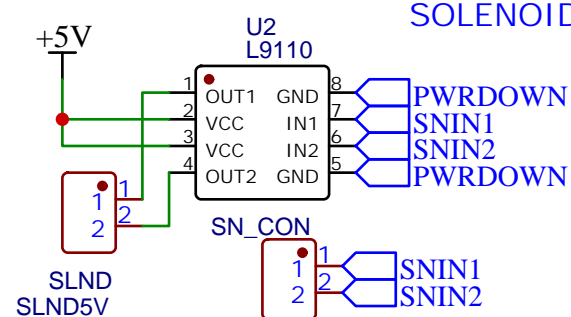 SOLENOID
+5V
U2
L9110
1 OUT1 GND 8 PWRDOWN
2 VCC IN1 7 SNIN1
3 VCC IN2 6 SNIN2
4 OUT2 GND 5 PWRDOWN
1 1
2 2
SLND
SLND5V
SN_CON
1 1 SNIN1
2 2 SNIN2